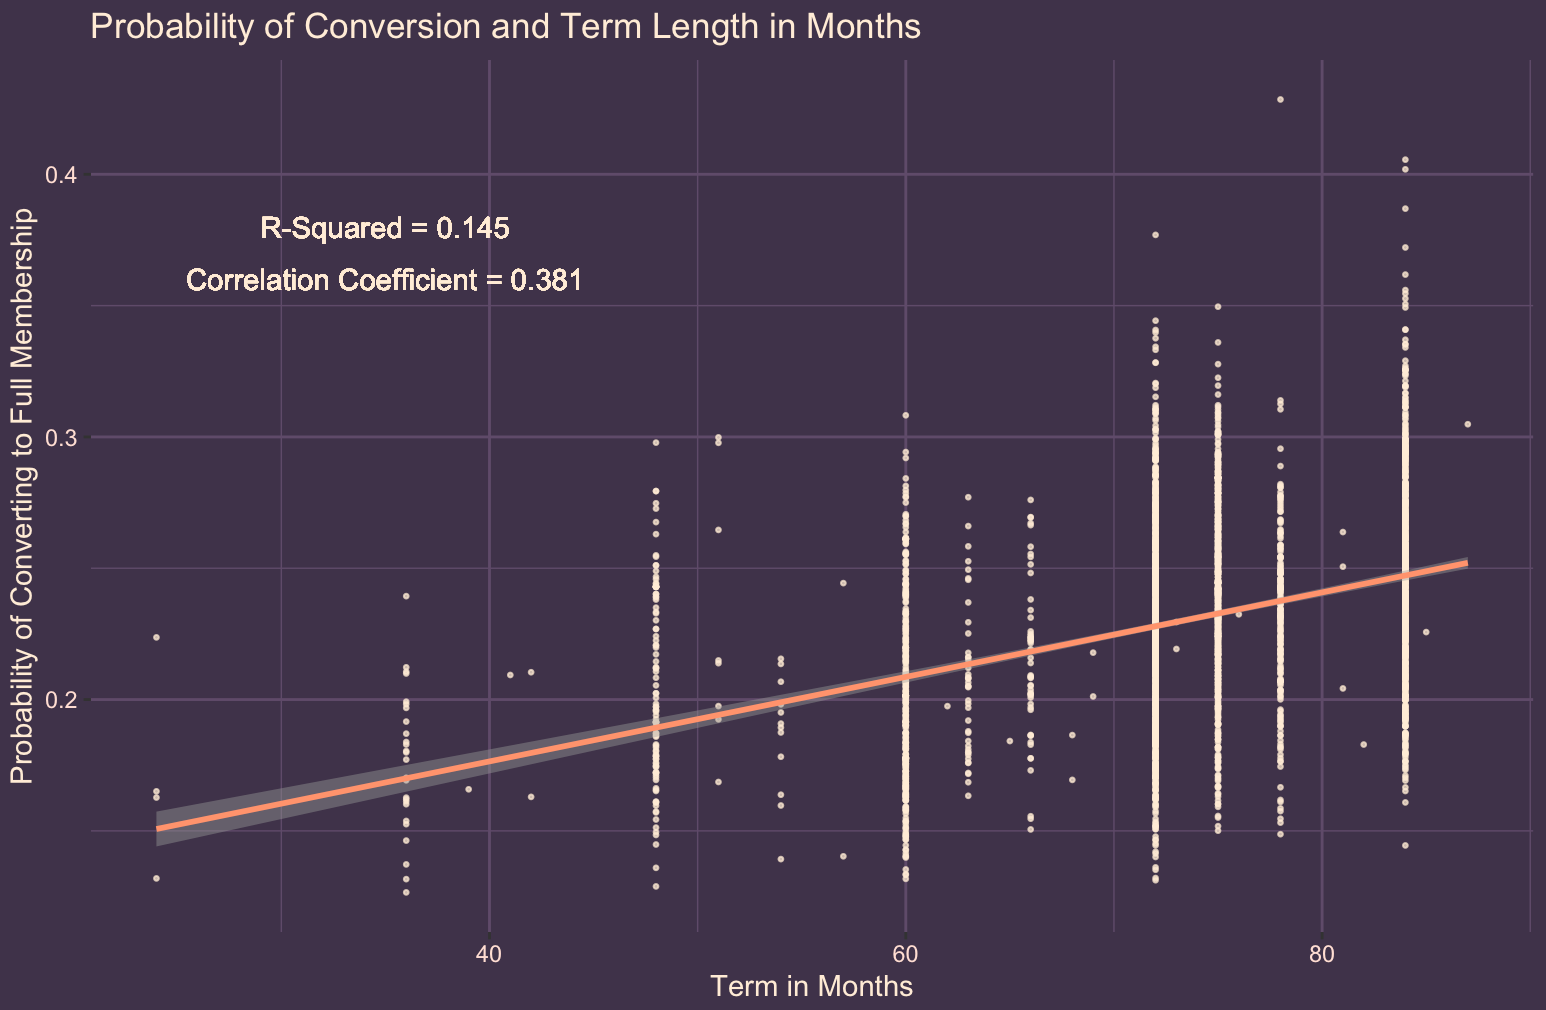 Probability of Conversion and Term Length in Months
Probability of Converting to Full Membership
0.4
0.3
0.2
R-Squared = 0.145
Correlation Coefficient = 0.381
40
60
80
Term in Months